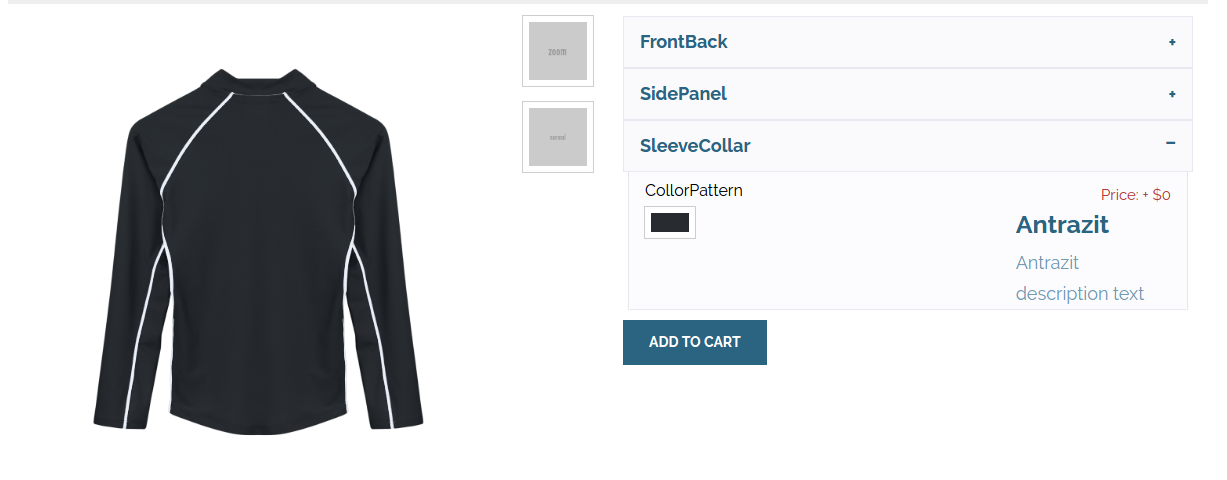 zoom
normal
FrontBack +
SidePanel +
SleeveCollar −
CollorPattern
Price: + $0
Antrazit
Antrazit
description text
ADD TO CART